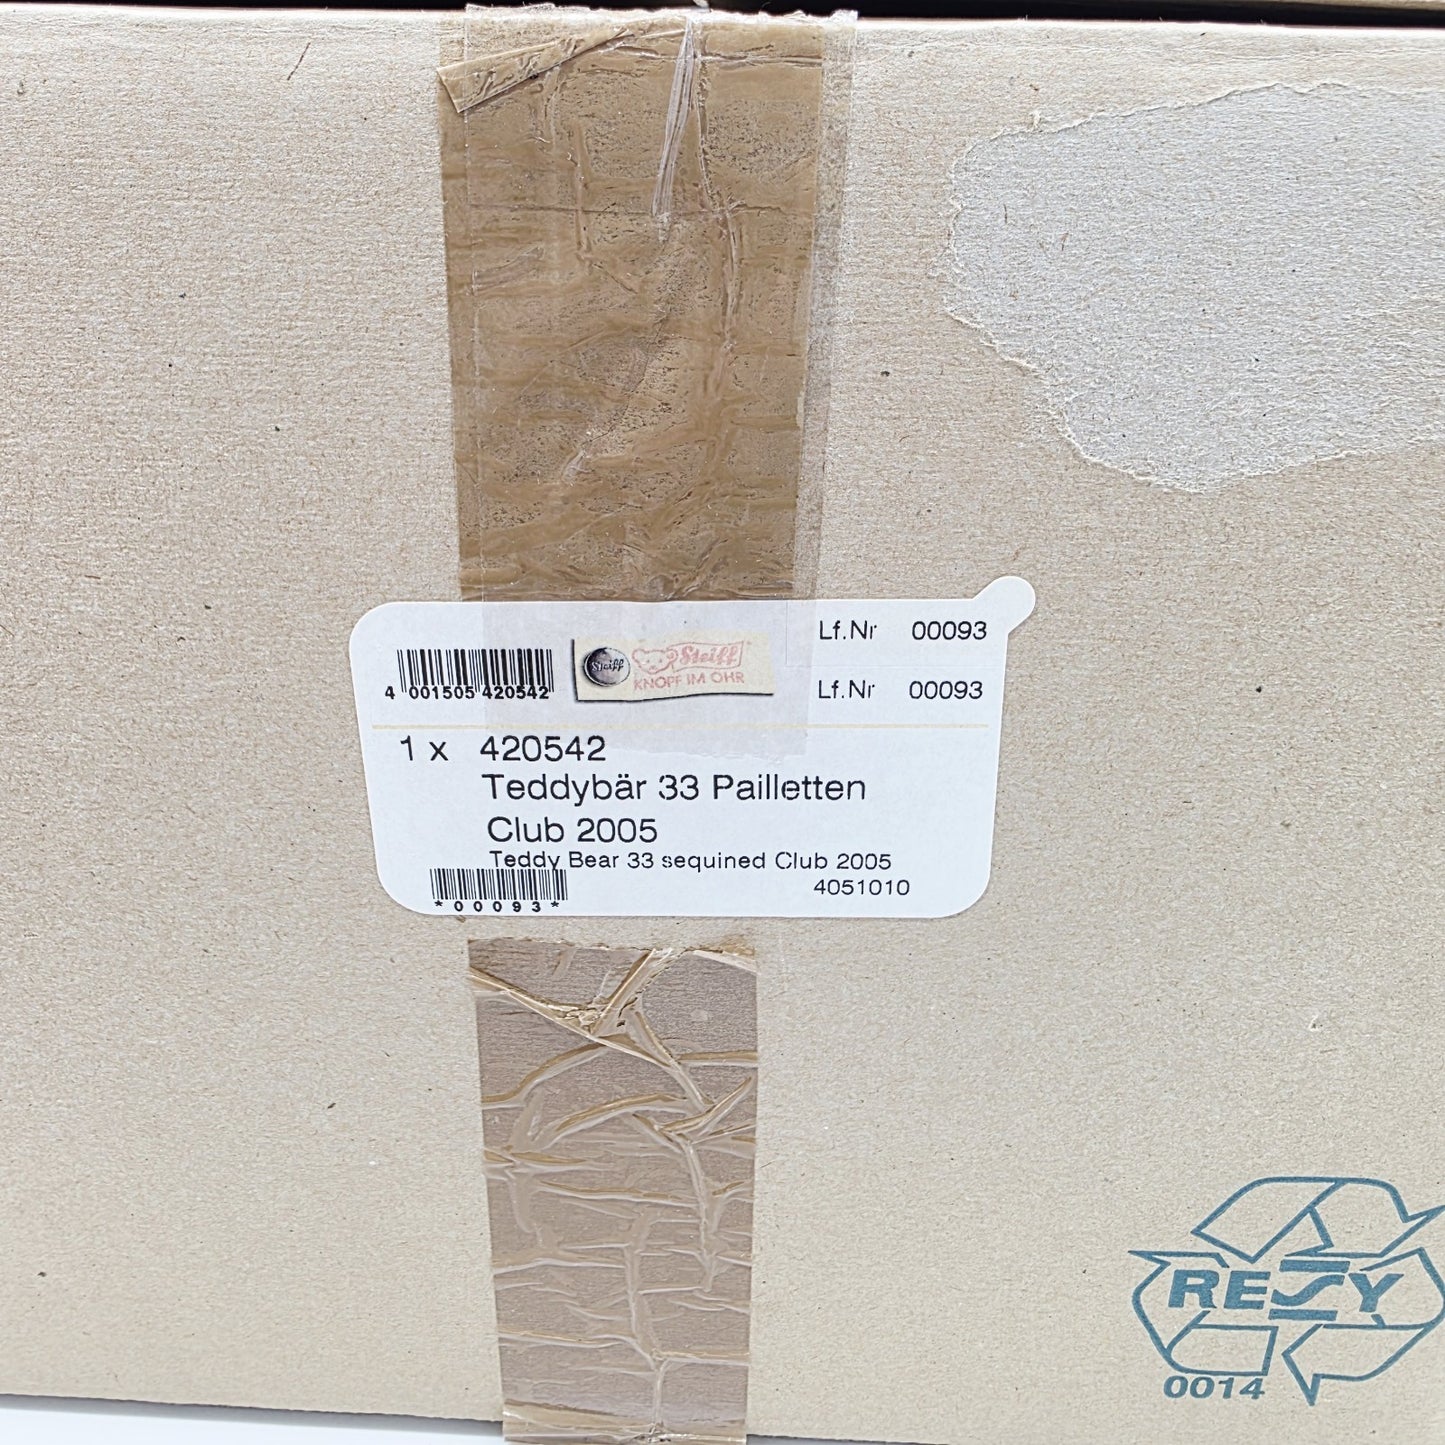 Lf.Nr 00093
4 001505 420542
Steiff
Steiff
KNOPF IM OHR
Lf.Nr 00093
1 x 420542
Teddybär 33 Pailletten
Club 2005
Teddy Bear 33 sequined Club 2005
4051010
*00093*
RESY
0014